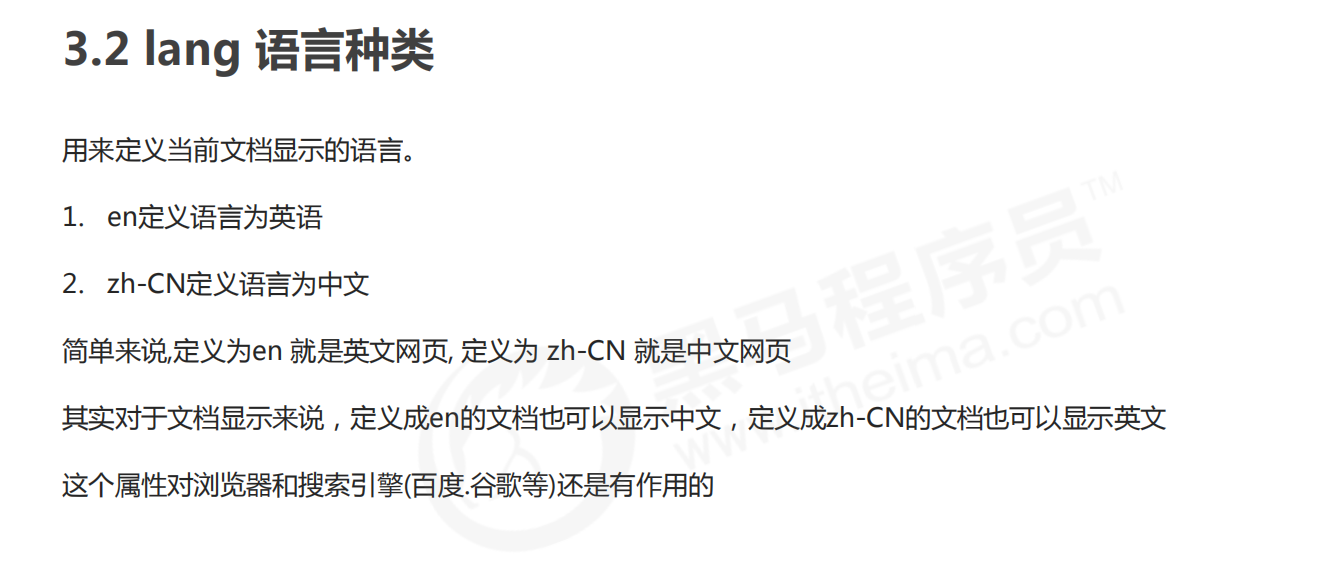 3.2 lang 语言种类
用来定义当前文档显示的语言。
1. en定义语言为英语
2. zh-CN定义语言为中文
简单来说,定义为en 就是英文网页, 定义为 zh-CN 就是中文网页
其实对于文档显示来说，定义成en的文档也可以显示中文，定义成zh-CN的文档也可以显示英文
这个属性对浏览器和搜索引擎(百度.谷歌等)还是有作用的
黑马程序员™
www.itheima.com